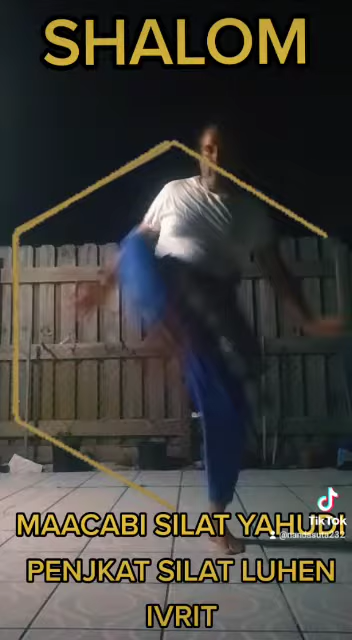 SHALOM
MAACABI SILAT YAHUDI
TikTok
PENJKAT SILAT LUHEN
IVRIT